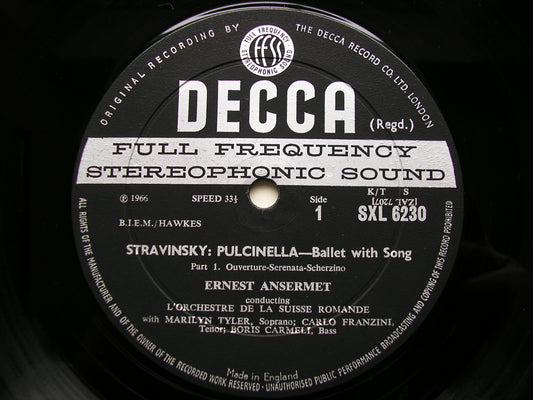 ORIGINAL RECORDING BY
THE DECCA RECORD CO. LTD. LONDON
FULL FREQUENCY
ffss
STEREOPHONIC SOUND
DECCA
(Regd.)
FULL FREQUENCY
STEREOPHONIC SOUND
Ⓟ 1966
SPEED 33⅓
Side
1
K/T S
(ZAL 7207)
SXL 6230
B.I.E.M./HAWKES
STRAVINSKY: PULCINELLA—Ballet with Song
Part 1. Ouverture-Serenata-Scherzino
ERNEST ANSERMET
conducting
L'ORCHESTRE DE LA SUISSE ROMANDE
with MARILYN TYLER, Soprano; CARLO FRANZINI,
Tenor; BORIS CARMELI, Bass
Made in England
ALL RIGHTS OF THE MANUFACTURER AND OF THE OWNER OF THE RECORDED WORK RESERVED · UNAUTHORISED PUBLIC PERFORMANCE BROADCASTING AND COPYING OF THIS RECORD PROHIBITED